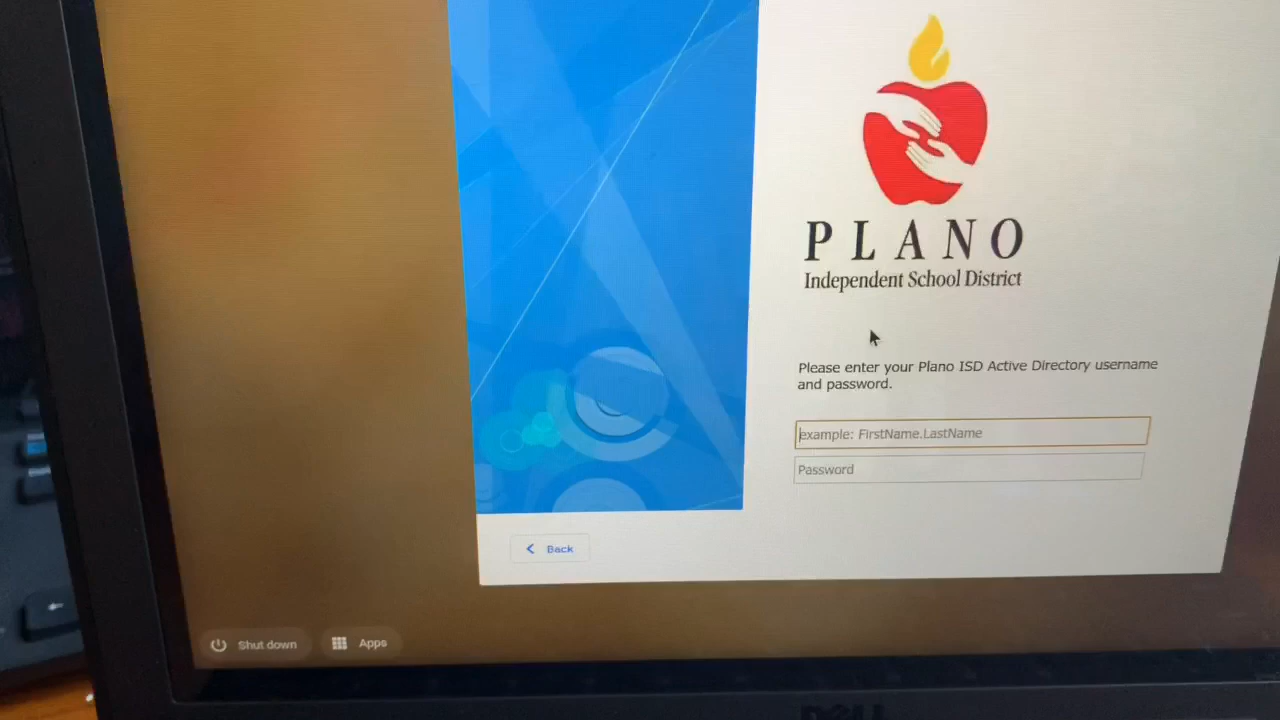 PLANO
Independent School District
Please enter your Plano ISD Active Directory username
and password.
example: FirstName.LastName
Password
Back
Shut down
Apps
DELL